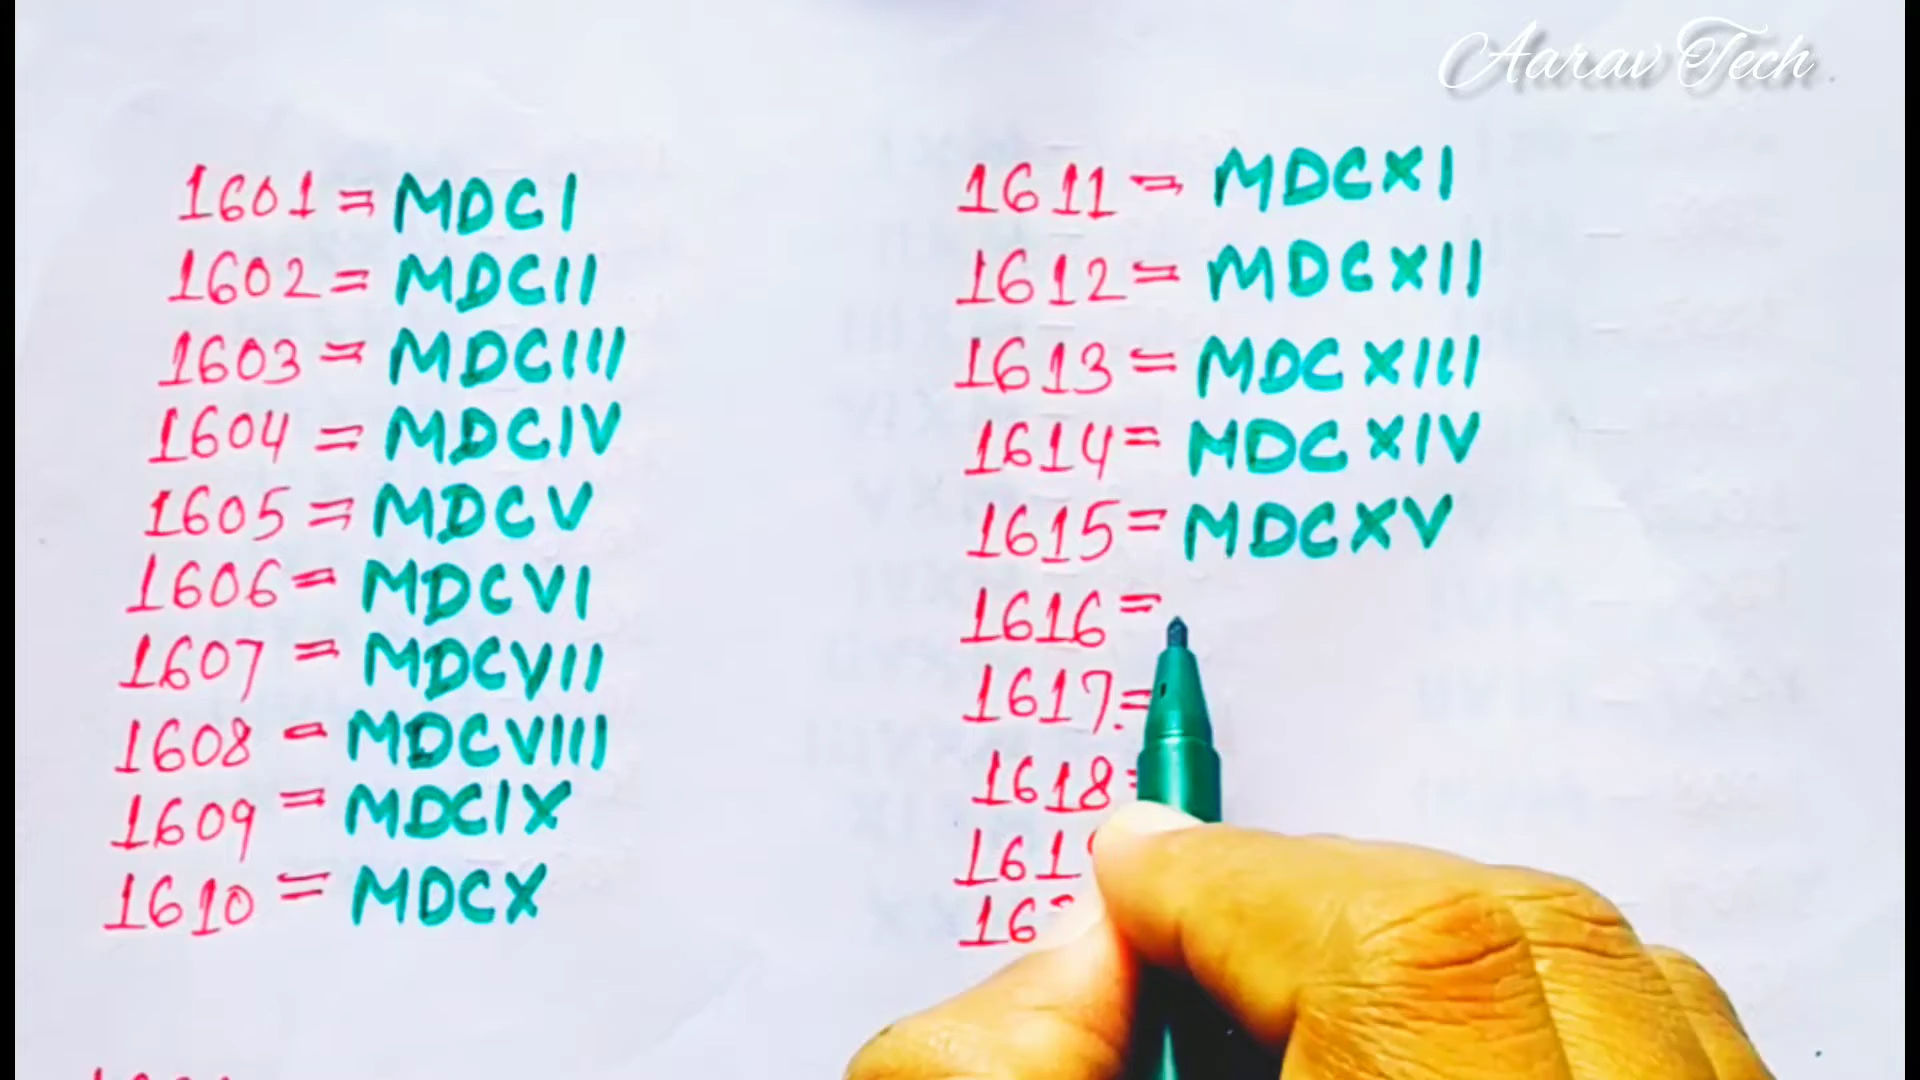 Aarav Tech
1601 = MDCI
1602 = MDCII
1603 = MDCIII
1604 = MDCIV
1605 = MDCV
1606 = MDCVI
1607 = MDCVII
1608 = MDCVIII
1609 = MDCIX
1610 = MDCX
1611 = MDCXI
1612 = MDCXII
1613 = MDCXIII
1614 = MDCXIV
1615 = MDCXV
1616 =
1617 =
1618 =